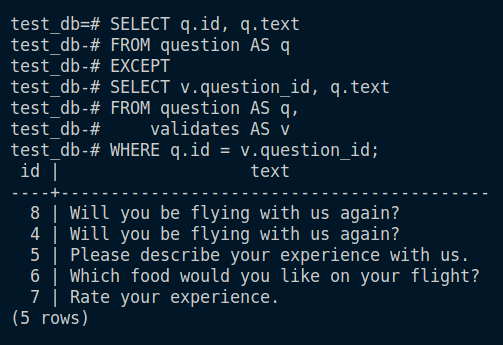 test_db=# SELECT q.id, q.text
test_db-# FROM question AS q
test_db-# EXCEPT
test_db-# SELECT v.question_id, q.text
test_db-# FROM question AS q,
test_db-#     validates AS v
test_db-# WHERE q.id = v.question_id;
 id |                   text
----+-------------------------------------------
  8 | Will you be flying with us again?
  4 | Will you be flying with us again?
  5 | Please describe your experience with us.
  6 | Which food would you like on your flight?
  7 | Rate your experience.
(5 rows)